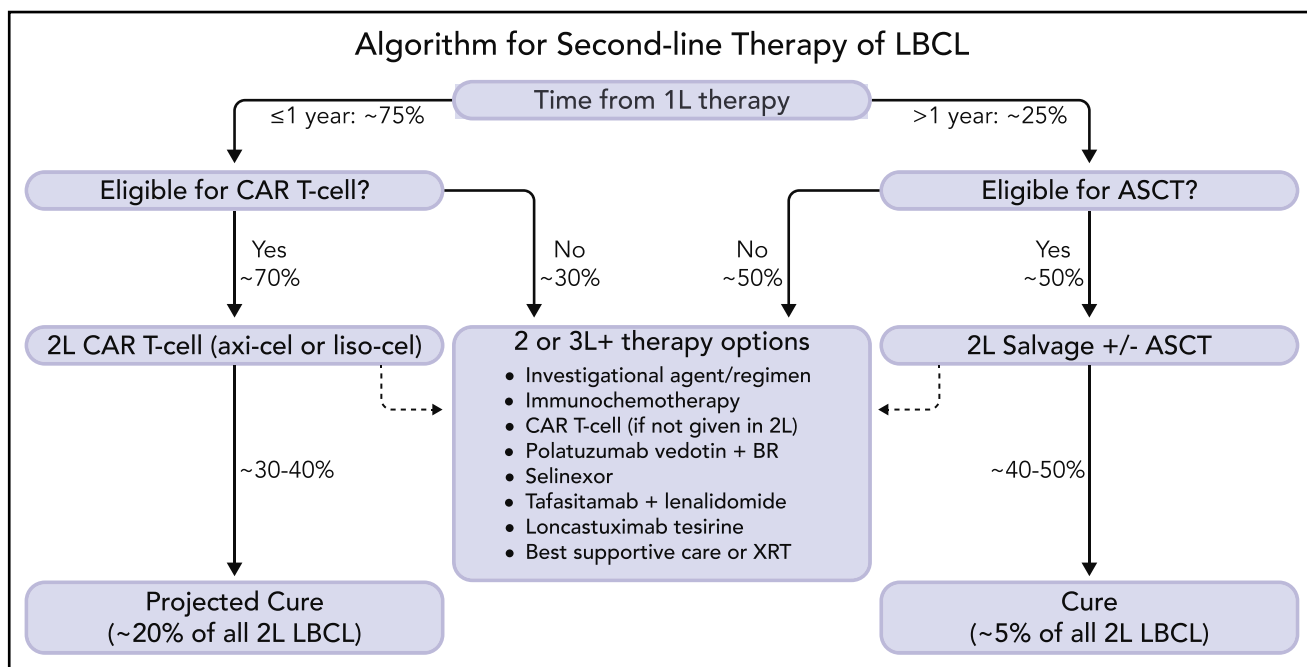 Algorithm for Second-line Therapy of LBCL
Time from 1L therapy
≤1 year: ~75%
>1 year: ~25%
Eligible for CAR T-cell?
Eligible for ASCT?
Yes
~70%
No
~30%
No
~50%
Yes
~50%
2L CAR T-cell (axi-cel or liso-cel)
2 or 3L+ therapy options
• Investigational agent/regimen
• Immunochemotherapy
• CAR T-cell (if not given in 2L)
• Polatuzumab vedotin + BR
• Selinexor
• Tafasitamab + lenalidomide
• Loncastuximab tesirine
• Best supportive care or XRT
2L Salvage +/- ASCT
~30-40%
~40-50%
Projected Cure
(~20% of all 2L LBCL)
Cure
(~5% of all 2L LBCL)